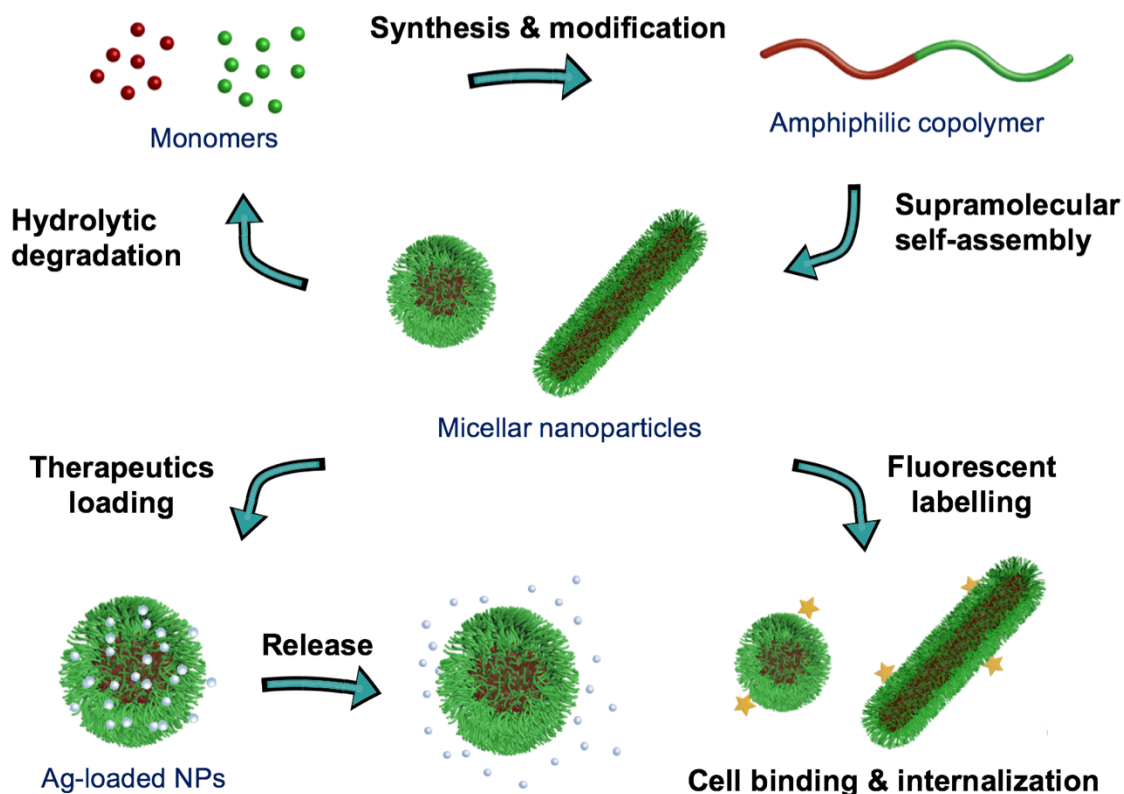 Synthesis & modification
Monomers
Amphiphilic copolymer
Hydrolytic
degradation
Supramolecular
self-assembly
Micellar nanoparticles
Therapeutics
loading
Fluorescent
labelling
Release
Ag-loaded NPs
Cell binding & internalization